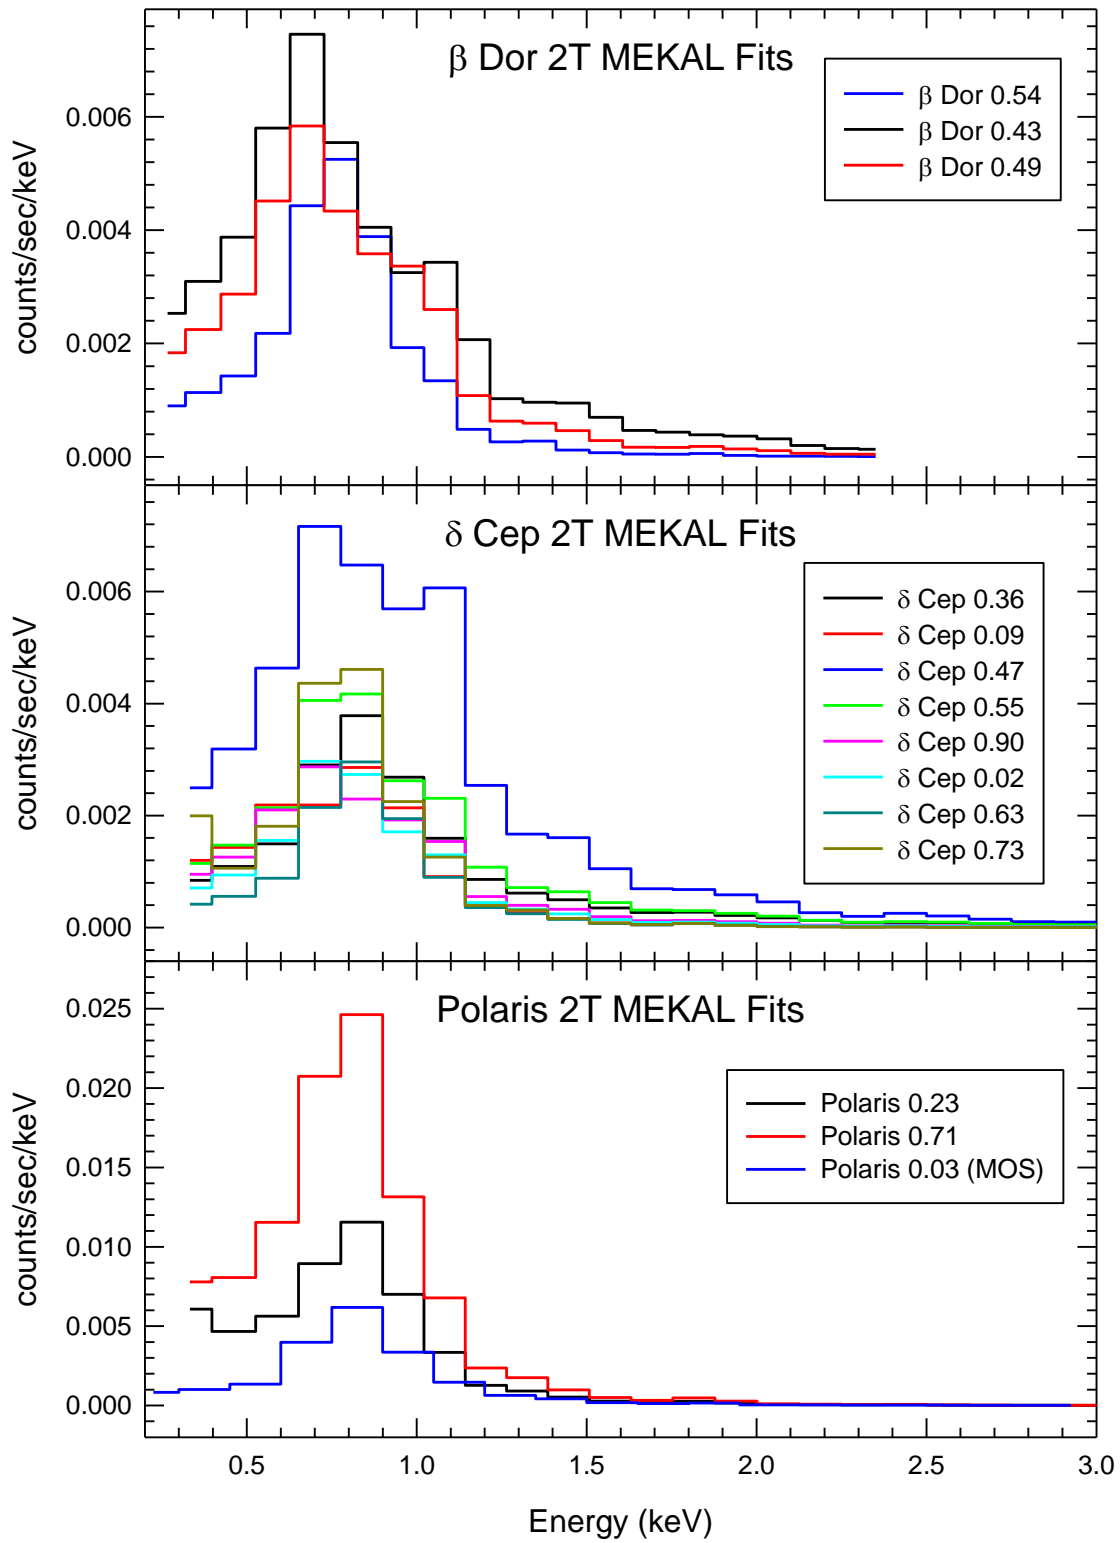 β Dor 2T MEKAL Fits
β Dor 0.54
β Dor 0.43
β Dor 0.49
counts/sec/keV
0.006
0.004
0.002
0.000
δ Cep 2T MEKAL Fits
δ Cep 0.36
δ Cep 0.09
δ Cep 0.47
δ Cep 0.55
δ Cep 0.90
δ Cep 0.02
δ Cep 0.63
δ Cep 0.73
counts/sec/keV
0.006
0.004
0.002
0.000
Polaris 2T MEKAL Fits
Polaris 0.23
Polaris 0.71
Polaris 0.03 (MOS)
counts/sec/keV
0.025
0.020
0.015
0.010
0.005
0.000
0.5 1.0 1.5 2.0 2.5 3.0
Energy (keV)